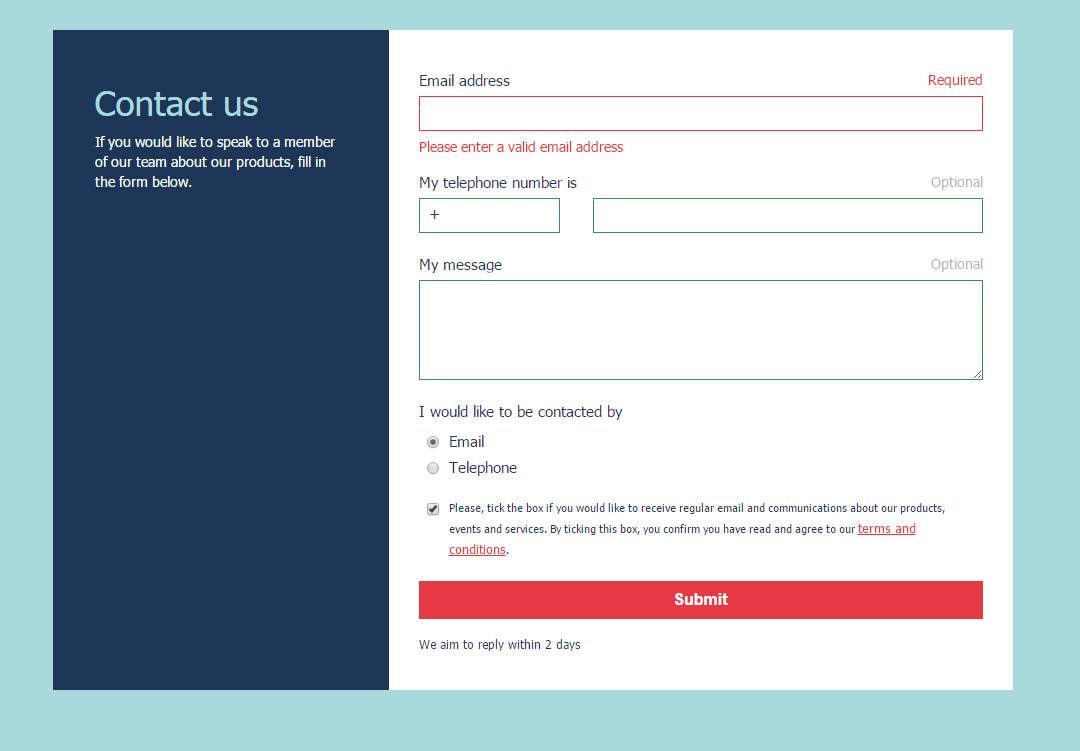 Contact us
If you would like to speak to a member
of our team about our products, fill in
the form below.
Email address
Required
Please enter a valid email address
My telephone number is
Optional
+
My message
Optional
I would like to be contacted by
Email
Telephone
Please, tick the box if you would like to receive regular email and communications about our products,
events and services. By ticking this box, you confirm you have read and agree to our terms and
conditions.
Submit
We aim to reply within 2 days